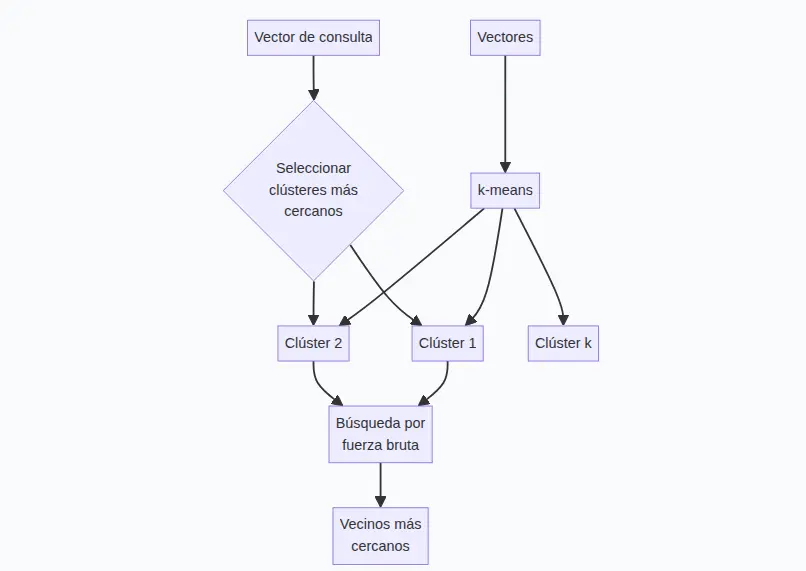 Vector de consulta
Vectores
Seleccionar
clústeres más
cercanos
k-means
Clúster 2
Clúster 1
Clúster k
Búsqueda por
fuerza bruta
Vecinos más
cercanos